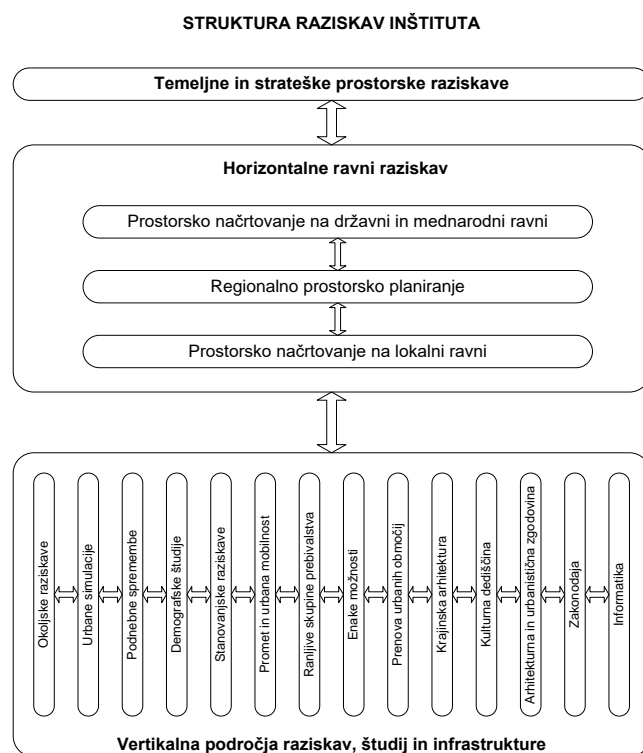 STRUKTURA RAZISKAV INŠTITUTA
Temeljne in strateške prostorske raziskave
Horizontalne ravni raziskav
Prostorsko načrtovanje na državni in mednarodni ravni
Regionalno prostorsko planiranje
Prostorsko načrtovanje na lokalni ravni
Okoljske raziskave
Urbane simulacije
Podnebne spremembe
Demografske študije
Stanovanjske raziskave
Promet in urbana mobilnost
Ranljive skupine prebivalstva
Enake možnosti
Prenova urbanih območij
Krajinska arhitektura
Kulturna dediščina
Arhitekturna in urbanistična zgodovina
Zakonodaja
Informatika
Vertikalna področja raziskav, študij in infrastrukture